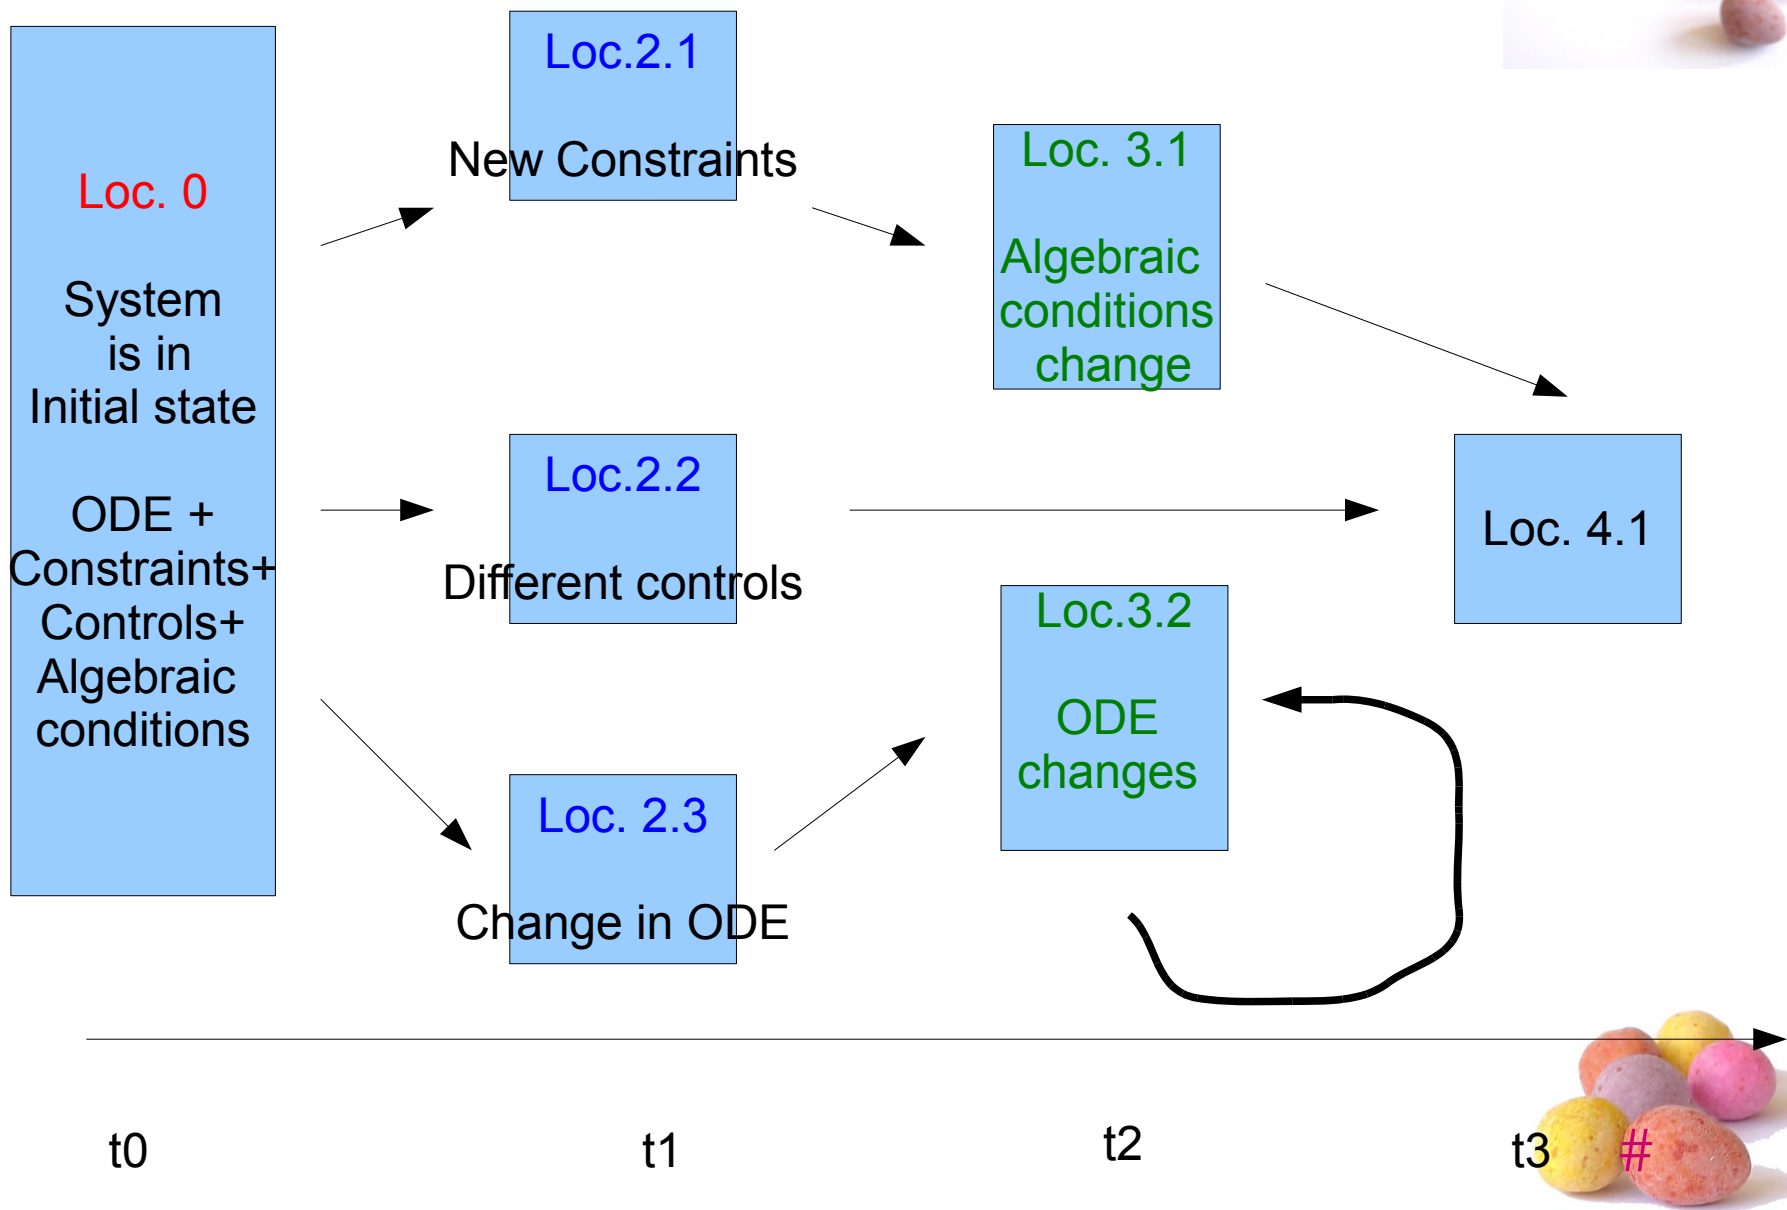 Loc. 0
System
is in
Initial state
ODE +
Constraints+
Controls+
Algebraic
conditions
Loc.2.1
New Constraints
Loc.2.2
Different controls
Loc. 2.3
Change in ODE
Loc. 3.1
Algebraic
conditions
change
Loc.3.2
ODE
changes
Loc. 4.1
t0
t1
t2
t3
#